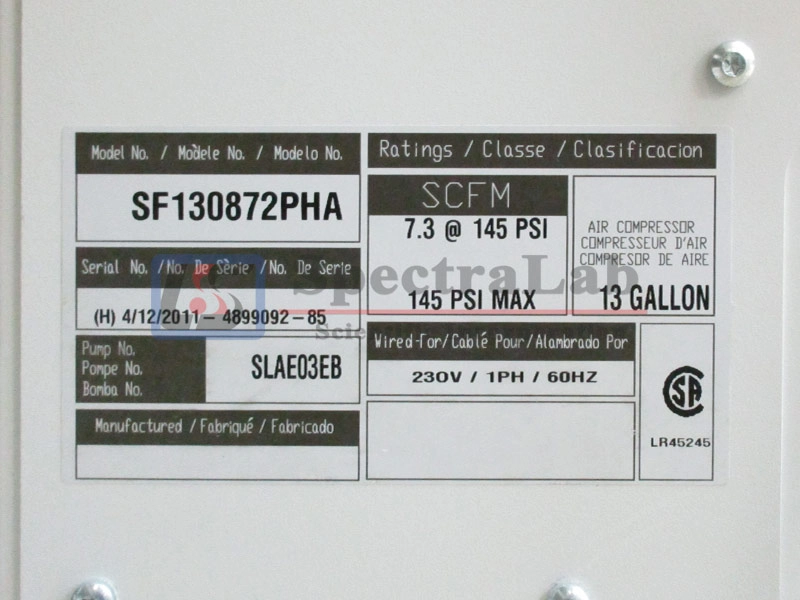 Model No. / Modèle No. / Modelo No.
SF130872PHA
Serial No. /No. De Série /No. De Serie
(H) 4/12/2011- 4899092-85
Pump No.
Pompe No.
Bomba No.
SLAE03EB
Manufactured / Fabriqué / Fabricado
Ratings / Classe / Clasificacion
SCFM
7.3 @ 145 PSI
145 PSI MAX
AIR COMPRESSOR
COMPRESSEUR D'AIR
COMPRESOR DE AIRE
13 GALLON
Wired-For/Cablé Pour/Alambrado Por
230V / 1PH / 60HZ
SA
LR45245
SpectraLab